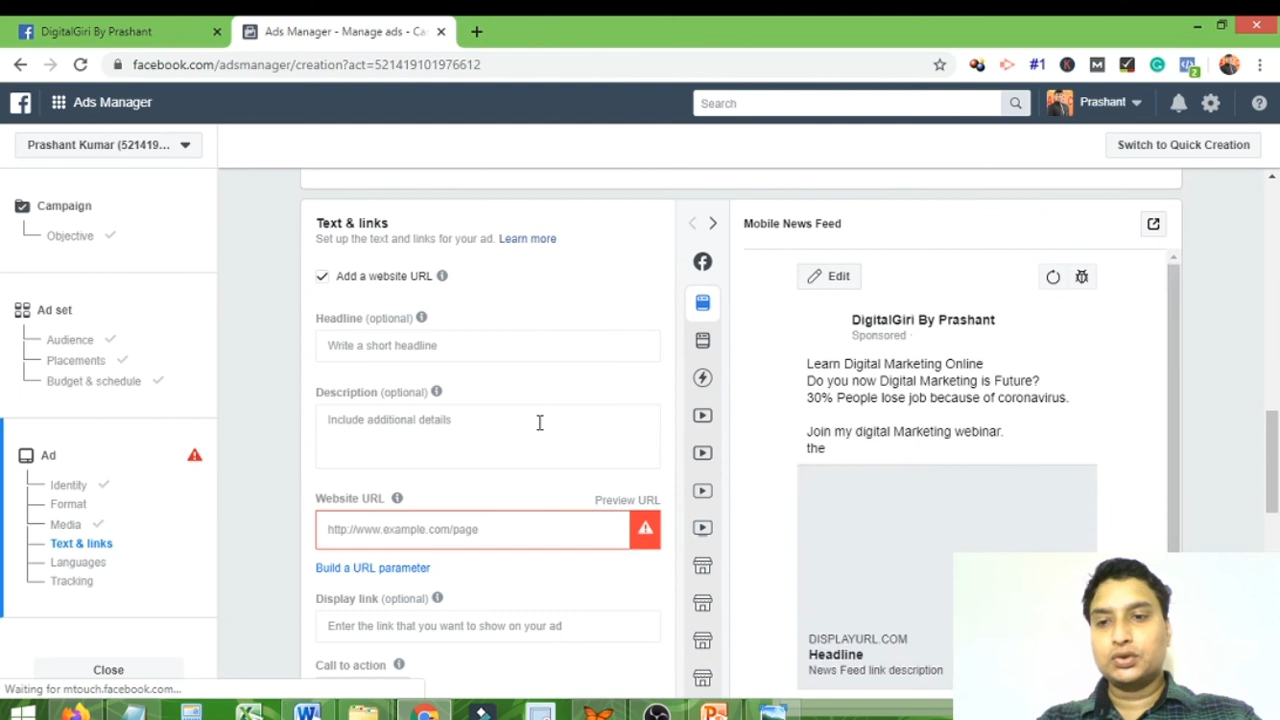 DigitalGiri By Prashant
Ads Manager - Manage ads - Ca
facebook.com/adsmanager/creation?act=521419101976612
#1
2
Ads Manager
Search
Prashant
Prashant Kumar (521419...
Switch to Quick Creation
Campaign
Objective
Ad set
Audience
Placements
Budget & schedule
Ad
Identity
Format
Media
Text & links
Languages
Tracking
Close
Waiting for mtouch.facebook.com...
Text & links
Set up the text and links for your ad. Learn more
Add a website URL
Headline (optional)
Write a short headline
Description (optional)
Include additional details
Website URL
Preview URL
http://www.example.com/page
Build a URL parameter
Display link (optional)
Enter the link that you want to show on your ad
Call to action
Mobile News Feed
Edit
DigitalGiri By Prashant
Sponsored ·
Learn Digital Marketing Online
Do you now Digital Marketing is Future?
30% People lose job because of coronavirus.
Join my digital Marketing webinar.
the
DISPLAYURL.COM
Headline
News Feed link description